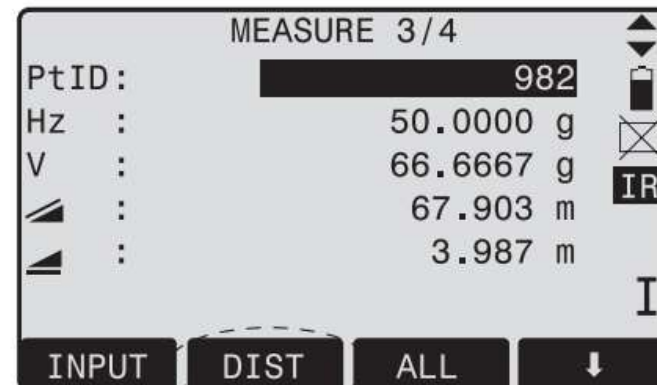 MEASURE 3/4
PtID: 982
Hz : 50.0000 g
V : 66.6667 g
: 67.903 m
: 3.987 m
IR
I
INPUT DIST ALL ⬇